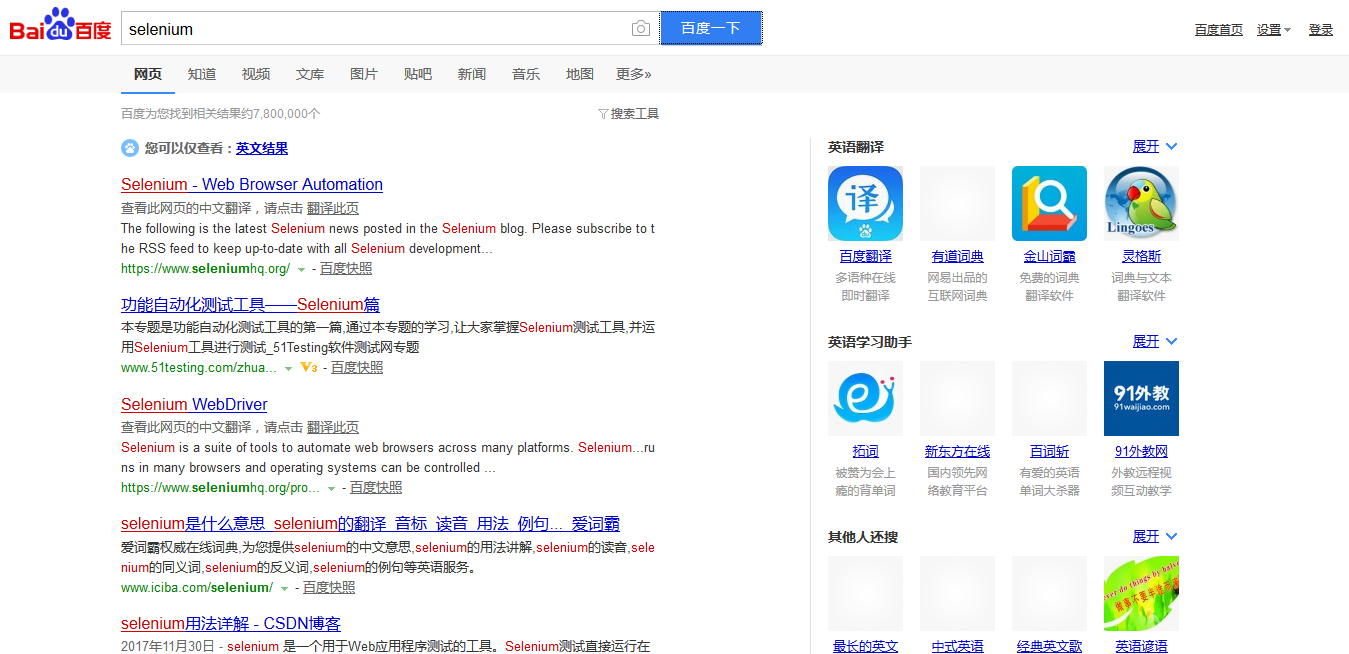 Bai du 百度
selenium
百度一下
百度首页 设置 登录
网页 知道 视频 文库 图片 贴吧 新闻 音乐 地图 更多»
百度为您找到相关结果约7,800,000个
搜索工具
您可以仅查看：英文结果
Selenium - Web Browser Automation
查看此网页的中文翻译，请点击 翻译此页
The following is the latest Selenium news posted in the Selenium blog. Please subscribe to t
he RSS feed to keep up-to-date with all Selenium development...
https://www.seleniumhq.org/ - 百度快照
功能自动化测试工具——Selenium篇
本专题是功能自动化测试工具的第一篇,通过本专题的学习,让大家掌握Selenium测试工具,并运
用Selenium工具进行测试_51Testing软件测试网专题
www.51testing.com/zhua... V3 - 百度快照
Selenium WebDriver
查看此网页的中文翻译，请点击 翻译此页
Selenium is a suite of tools to automate web browsers across many platforms. Selenium...ru
ns in many browsers and operating systems can be controlled ...
https://www.seleniumhq.org/pro... - 百度快照
selenium是什么意思_selenium的翻译_音标_读音_用法_例句..._爱词霸
爱词霸权威在线词典,为您提供selenium的中文意思,selenium的用法讲解,selenium的读音,sele
nium的同义词,selenium的反义词,selenium的例句等英语服务。
www.iciba.com/selenium/ - 百度快照
selenium用法详解 - CSDN博客
2017年11月30日 - selenium 是一个用于Web应用程序测试的工具。Selenium测试直接运行在
英语翻译 展开
译
Lingoes
百度翻译 有道词典 金山词霸 灵格斯
多语种在线 网易出品的 免费的词典 词典与文本
即时翻译 互联网词典 翻译软件 翻译软件
英语学习助手 展开
91外教
91waijiao.com
拓词 新东方在线 百词斩 91外教网
被赞为会上 国内领先网 有爱的英语 外教远程视
瘾的背单词 络教育平台 单词大杀器 频互动教学
其他人还搜 展开
ever do things by halve
做事不要半途而废
最长的英文 中式英语 经典英文歌 英语谚语